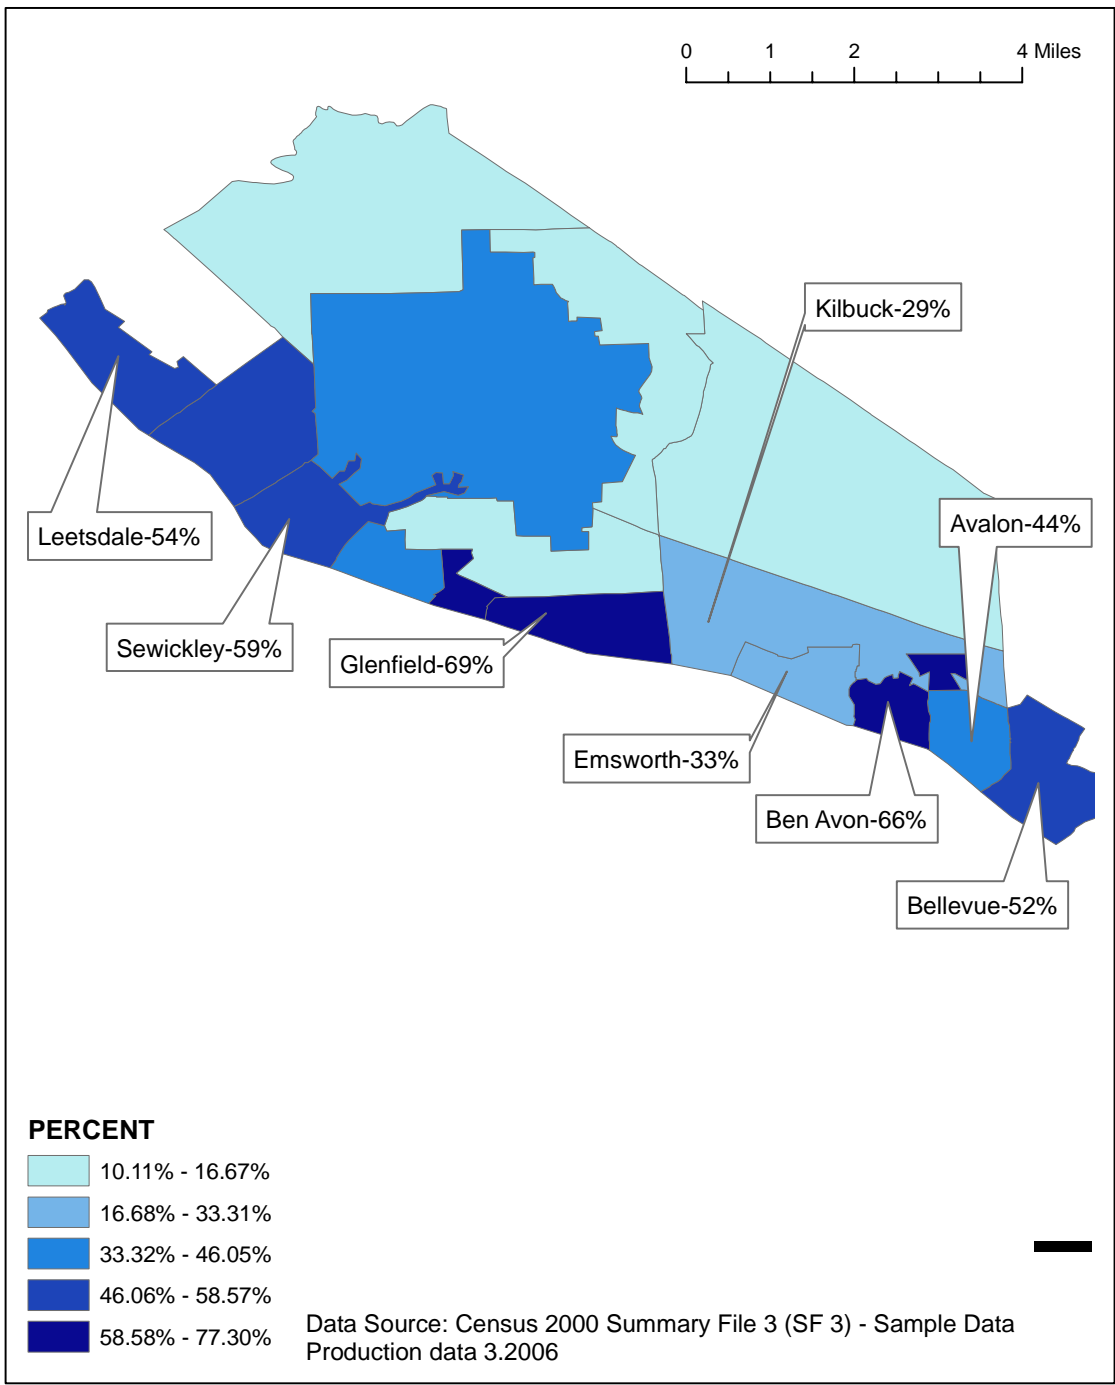 0 1 2 4 Miles
Kilbuck-29%
Avalon-44%
Leetsdale-54%
Sewickley-59%
Glenfield-69%
Emsworth-33%
Ben Avon-66%
Bellevue-52%
PERCENT
10.11% - 16.67%
16.68% - 33.31%
33.32% - 46.05%
46.06% - 58.57%
58.58% - 77.30%
Data Source: Census 2000 Summary File 3 (SF 3) - Sample Data
Production data 3.2006